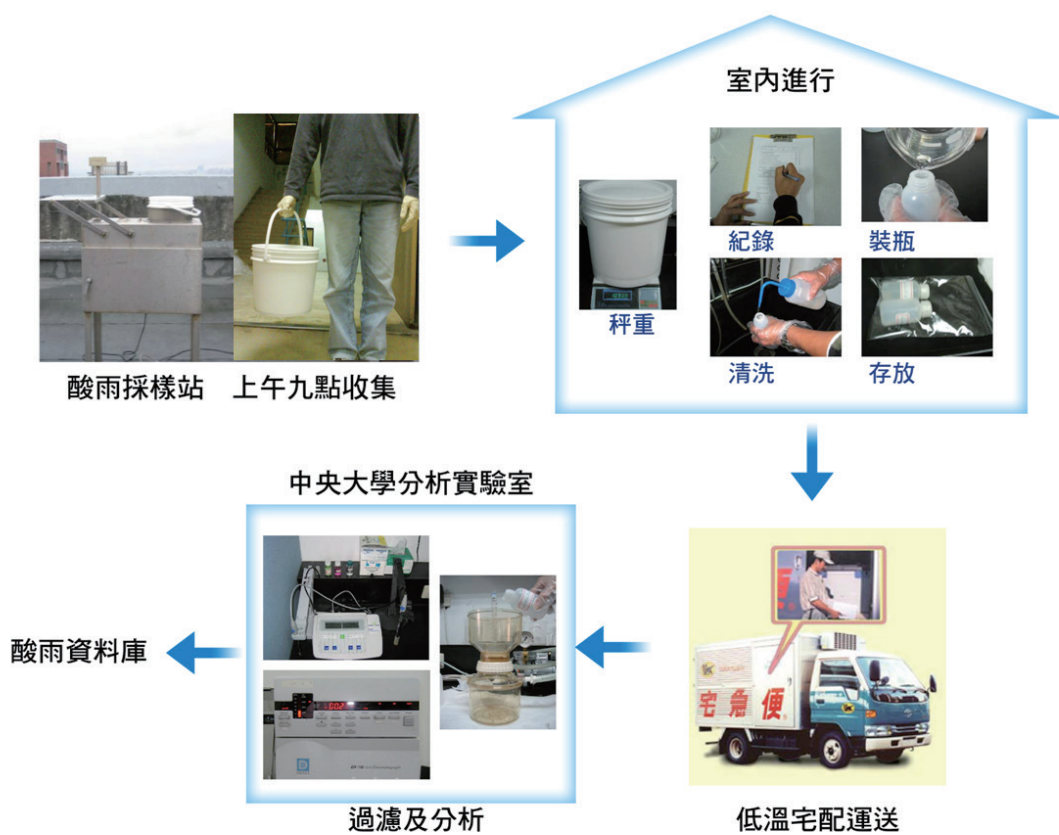 室內進行
紀錄
裝瓶
秤重
清洗
存放
酸雨採樣站
上午九點收集
中央大學分析實驗室
過濾及分析
宅急便
低溫宅配運送
酸雨資料庫